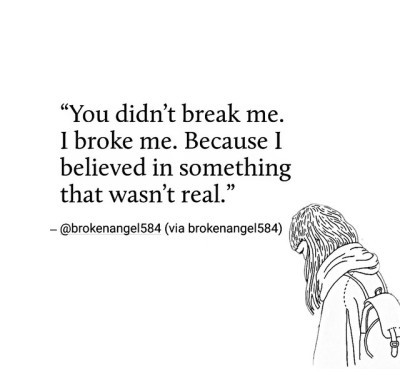 “You didn’t break me.
I broke me. Because I
believed in something
that wasn’t real.”
– @brokenangel584 (via brokenangel584)